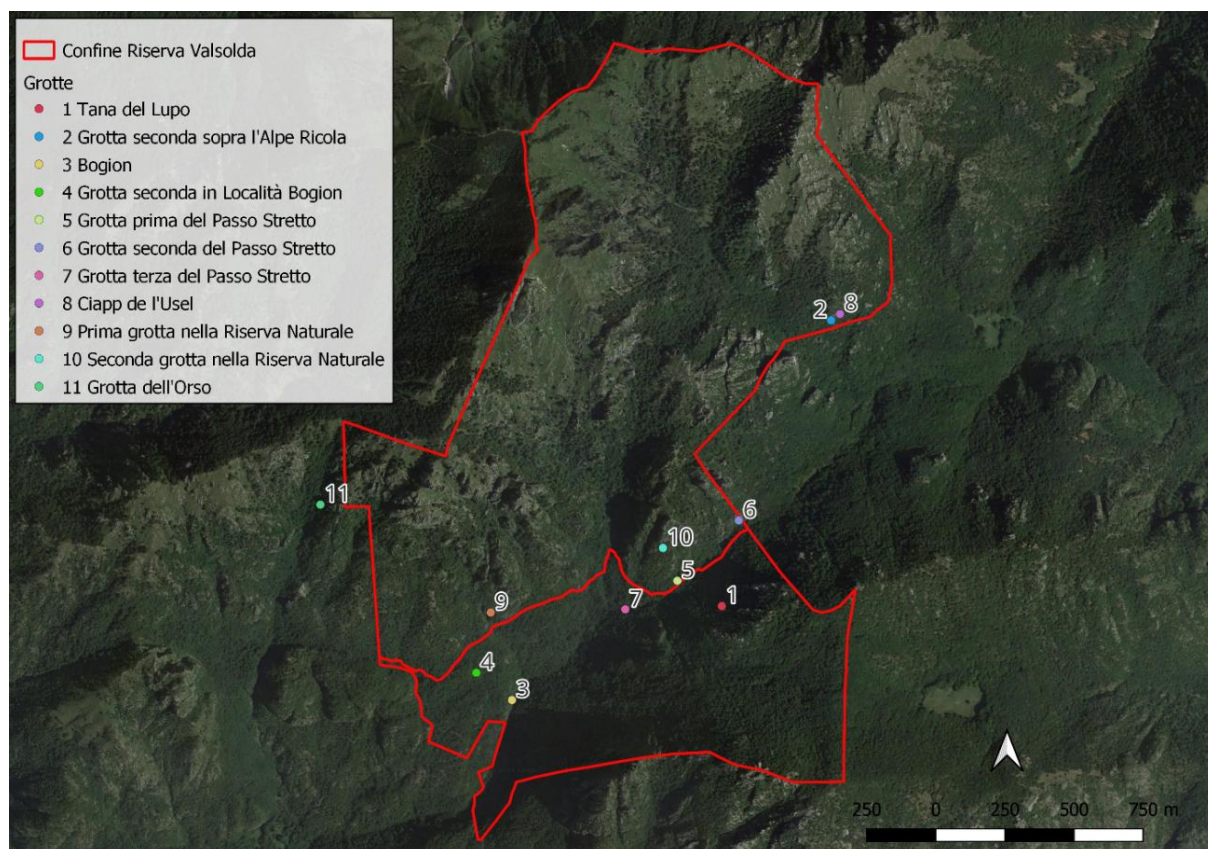 Confine Riserva Valsolda
Grotte
1 Tana del Lupo
2 Grotta seconda sopra l'Alpe Ricola
3 Bogion
4 Grotta seconda in Località Bogion
5 Grotta prima del Passo Stretto
6 Grotta seconda del Passo Stretto
7 Grotta terza del Passo Stretto
8 Ciapp de l'Usel
9 Prima grotta nella Riserva Naturale
10 Seconda grotta nella Riserva Naturale
11 Grotta dell'Orso
2 8
11
6
10
5
9 7 1
4
3
250 0 250 500 750 m